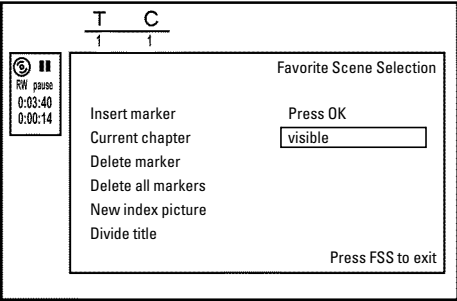 T C
1 1
RW pause
0:03:40
0:00:14
Favorite Scene Selection
Insert marker Press OK
Current chapter visible
Delete marker
Delete all markers
New index picture
Divide title
Press FSS to exit